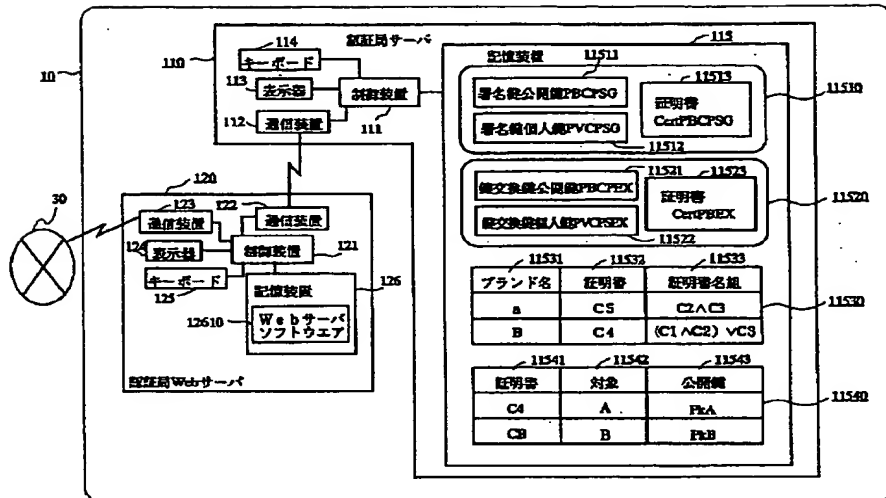 10
110
114
キーボード
113
表示器
112
通信装置
認証局サーバ
制御装置
111
115
記憶装置
11511
署名鍵公開鍵PBCPSG
署名鍵個人鍵PVCPSG
11512
11513
証明書
CertPBCPSG
11510
11521
鍵交換鍵公開鍵PBCPEX
鍵交換鍵個人鍵PVCPSEX
11522
11523
証明書
CertPBEX
11520
11531 11532 11533
ブランド名 証明書 証明書名組
a C5 C2∧C3
B C4 (C1∧C2)∨C3
11530
11541 11542 11543
証明書 対象 公開鍵
C4 A PkA
CB B PkB
11540
30
120
123
通信装置
122
通信装置
124
表示器
制御装置
121
キーボード
125
記憶装置
126
12610
Webサーバ
ソフトウエア
認証局Webサーバ